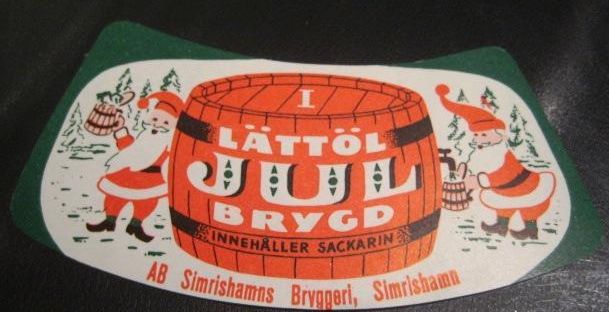 I
LÄTTÖL
JUL
BRYGD
INNEHÅLLER SACKARIN
AB Simrishamns Bryggeri, Simrishamn